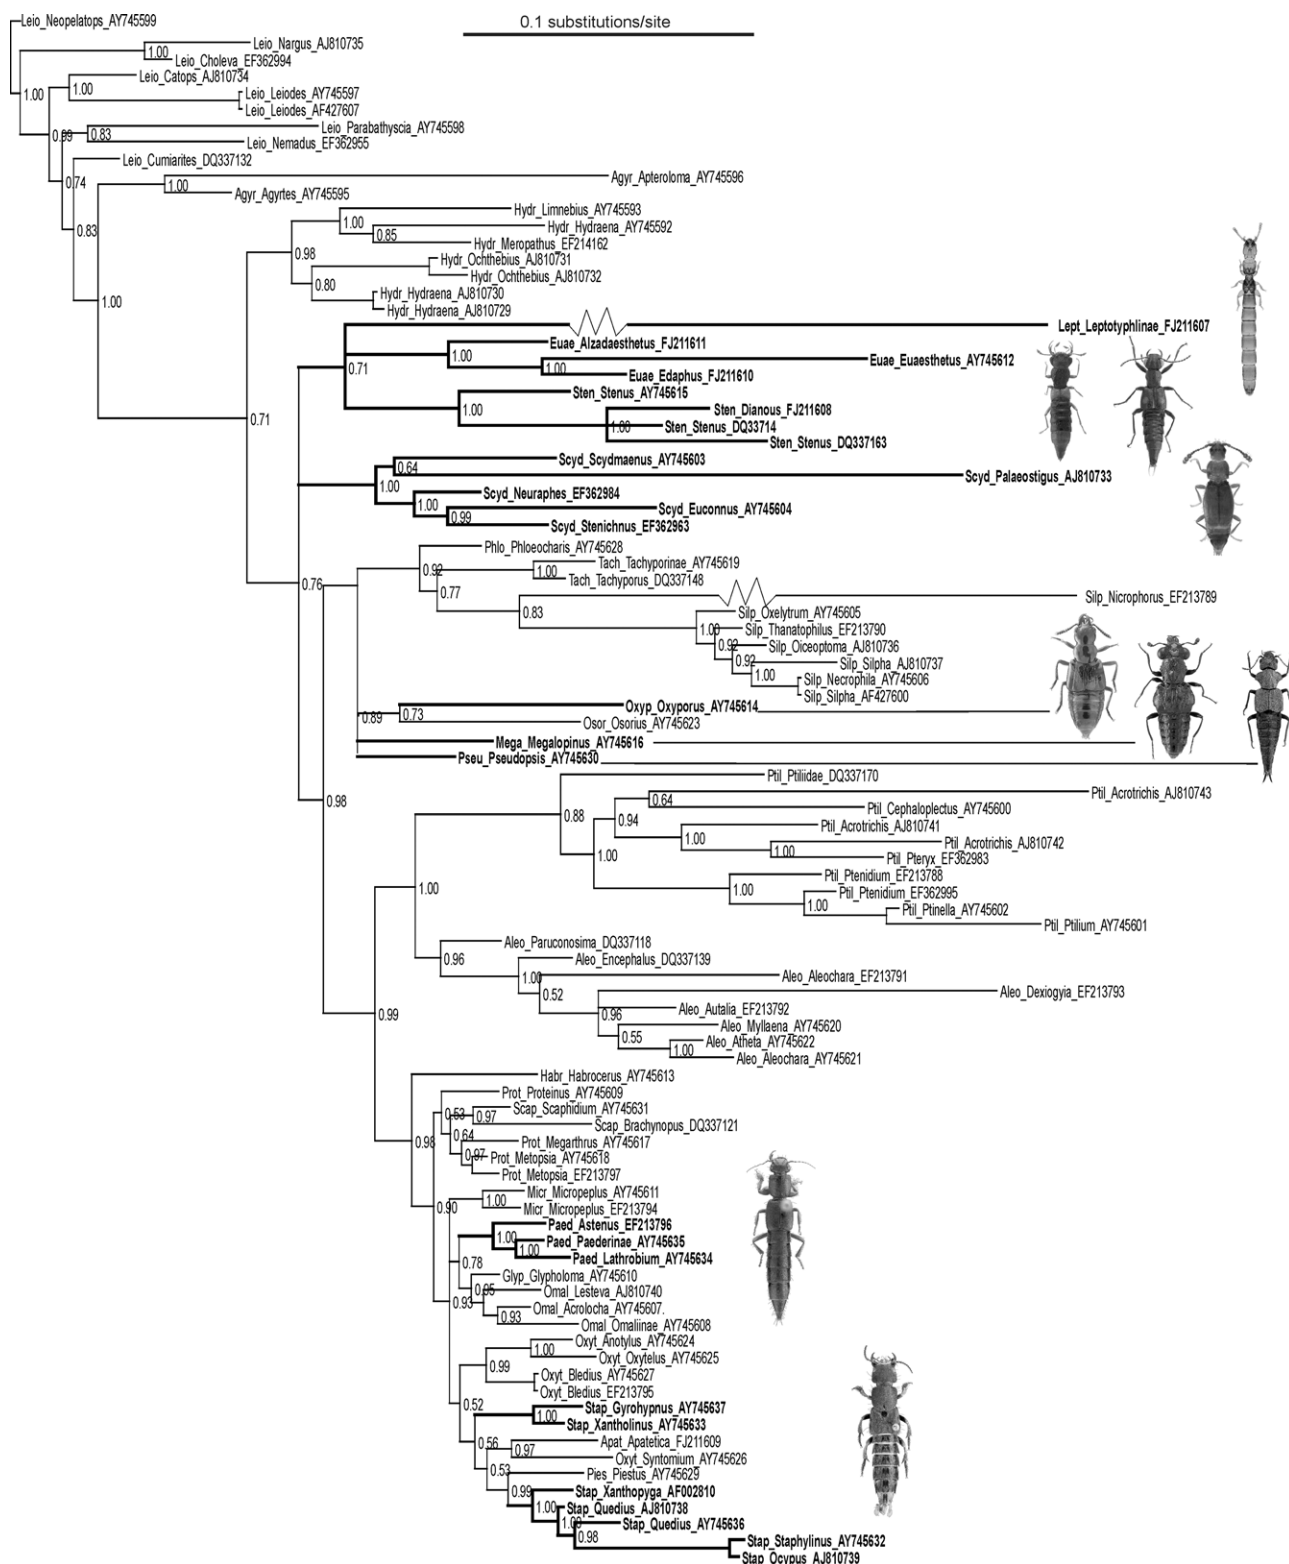 Leio_Neopelatops_AY745599
0.1 substitutions/site
Leio_Nargus_AJ810735
1.00
Leio_Choleva_EF362994
Leio_Catops_AJ810734
1.00
1.00
Leio_Leiodes_AY745597
Leio_Leiodes_AF427607
Leio_Parabathyscia_AY745598
0.99
0.83
Leio_Nemadus_EF362955
Leio_Cumiarites_DQ337132
0.74
Agyr_Apteroloma_AY745596
1.00
Agyr_Agyrtes_AY745595
Hydr_Limnebius_AY745593
1.00
Hydr_Hydraena_AY745592
0.83
0.85
Hydr_Meropathus_EF214162
0.98
Hydr_Ochthebius_AJ810731
Hydr_Ochthebius_AJ810732
0.80
Hydr_Hydraena_AJ810730
1.00
Hydr_Hydraena_AJ810729
Lept_Leptotyphlinae_FJ211607
Euae_Alzadaesthetus_FJ211611
1.00
Euae_Euaesthetus_AY745612
0.71
1.00
Euae_Edaphus_FJ211610
Sten_Stenus_AY745615
1.00
Sten_Dianous_FJ211608
0.71
1.00
Sten_Stenus_DQ33714
Sten_Stenus_DQ337163
Scyd_Scydmaenus_AY745603
0.64
Scyd_Palaeostigus_AJ810733
1.00
Scyd_Neuraphes_EF362984
1.00
Scyd_Euconnus_AY745604
0.99
Scyd_Stenichnus_EF362963
Phlo_Phloeocharis_AY745628
0.92
Tach_Tachyporinae_AY745619
1.00
Tach_Tachyporus_DQ337148
0.76
0.77
Silp_Nicrophorus_EF213789
0.83
Silp_Oxelytrum_AY745605
1.00
Silp_Thanatophilus_EF213790
0.92
Silp_Oiceoptoma_AJ810736
0.92
Silp_Silpha_AJ810737
1.00
Silp_Necrophila_AY745606
Silp_Silpha_AF427600
Oxyp_Oxyporus_AY745614
0.89
0.73
Osor_Osorius_AY745623
Mega_Megalopinus_AY745616
Pseu_Pseudopsis_AY745630
Ptil_Ptiliidae_DQ337170
Ptil_Acrotrichis_AJ810743
0.98
0.64
Ptil_Cephaloplectus_AY745600
0.88
0.94
Ptil_Acrotrichis_AJ810741
1.00
Ptil_Acrotrichis_AJ810742
1.00
1.00
Ptil_Pteryx_EF362983
Ptil_Ptenidium_EF213788
1.00
1.00
Ptil_Ptenidium_EF362995
1.00
Ptil_Ptinella_AY745602
Ptil_Ptilium_AY745601
Aleo_Paruconosima_DQ337118
0.96
Aleo_Encephalus_DQ337139
1.00
Aleo_Aleochara_EF213791
0.52
Aleo_Dexiogyia_EF213793
0.99
0.96
Aleo_Autalia_EF213792
Aleo_Myllaena_AY745620
0.55
Aleo_Atheta_AY745622
1.00
Aleo_Aleochara_AY745621
Habr_Habrocerus_AY745613
Prot_Proteinus_AY745609
Scap_Scaphidium_AY745631
0.53
0.97
Scap_Brachynopus_DQ337121
0.98
0.64
Prot_Megarthrus_AY745617
0.97
Prot_Metopsia_AY745618
Prot_Metopsia_EF213797
Micr_Micropeplus_AY745611
0.90
1.00
Micr_Micropeplus_EF213794
Paed_Astenus_EF213796
1.00
Paed_Paederinae_AY745635
1.00
Paed_Lathrobium_AY745634
0.78
Glyp_Glypholoma_AY745610
0.95
Omal_Lesteva_AJ810740
0.93
Omal_Acrolocha_AY745607.
0.93
Omal_Omaliinae_AY745608
Oxyt_Anotylus_AY745624
1.00
Oxyt_Oxytelus_AY745625
0.99
Oxyt_Bledius_AY745627
Oxyt_Bledius_EF213795
0.52
Stap_Gyrohypnus_AY745637
1.00
Stap_Xantholinus_AY745633
0.56
Apat_Apatetica_FJ211609
0.97
Oxyt_Syntomium_AY745626
0.53
Pies_Piestus_AY745629
0.99
Stap_Xanthopyga_AF002810
1.00
Stap_Quedius_AJ810738
1.00
Stap_Quedius_AY745636
0.98
Stap_Staphylinus_AY745632
Stap_Ocypus_AJ810739